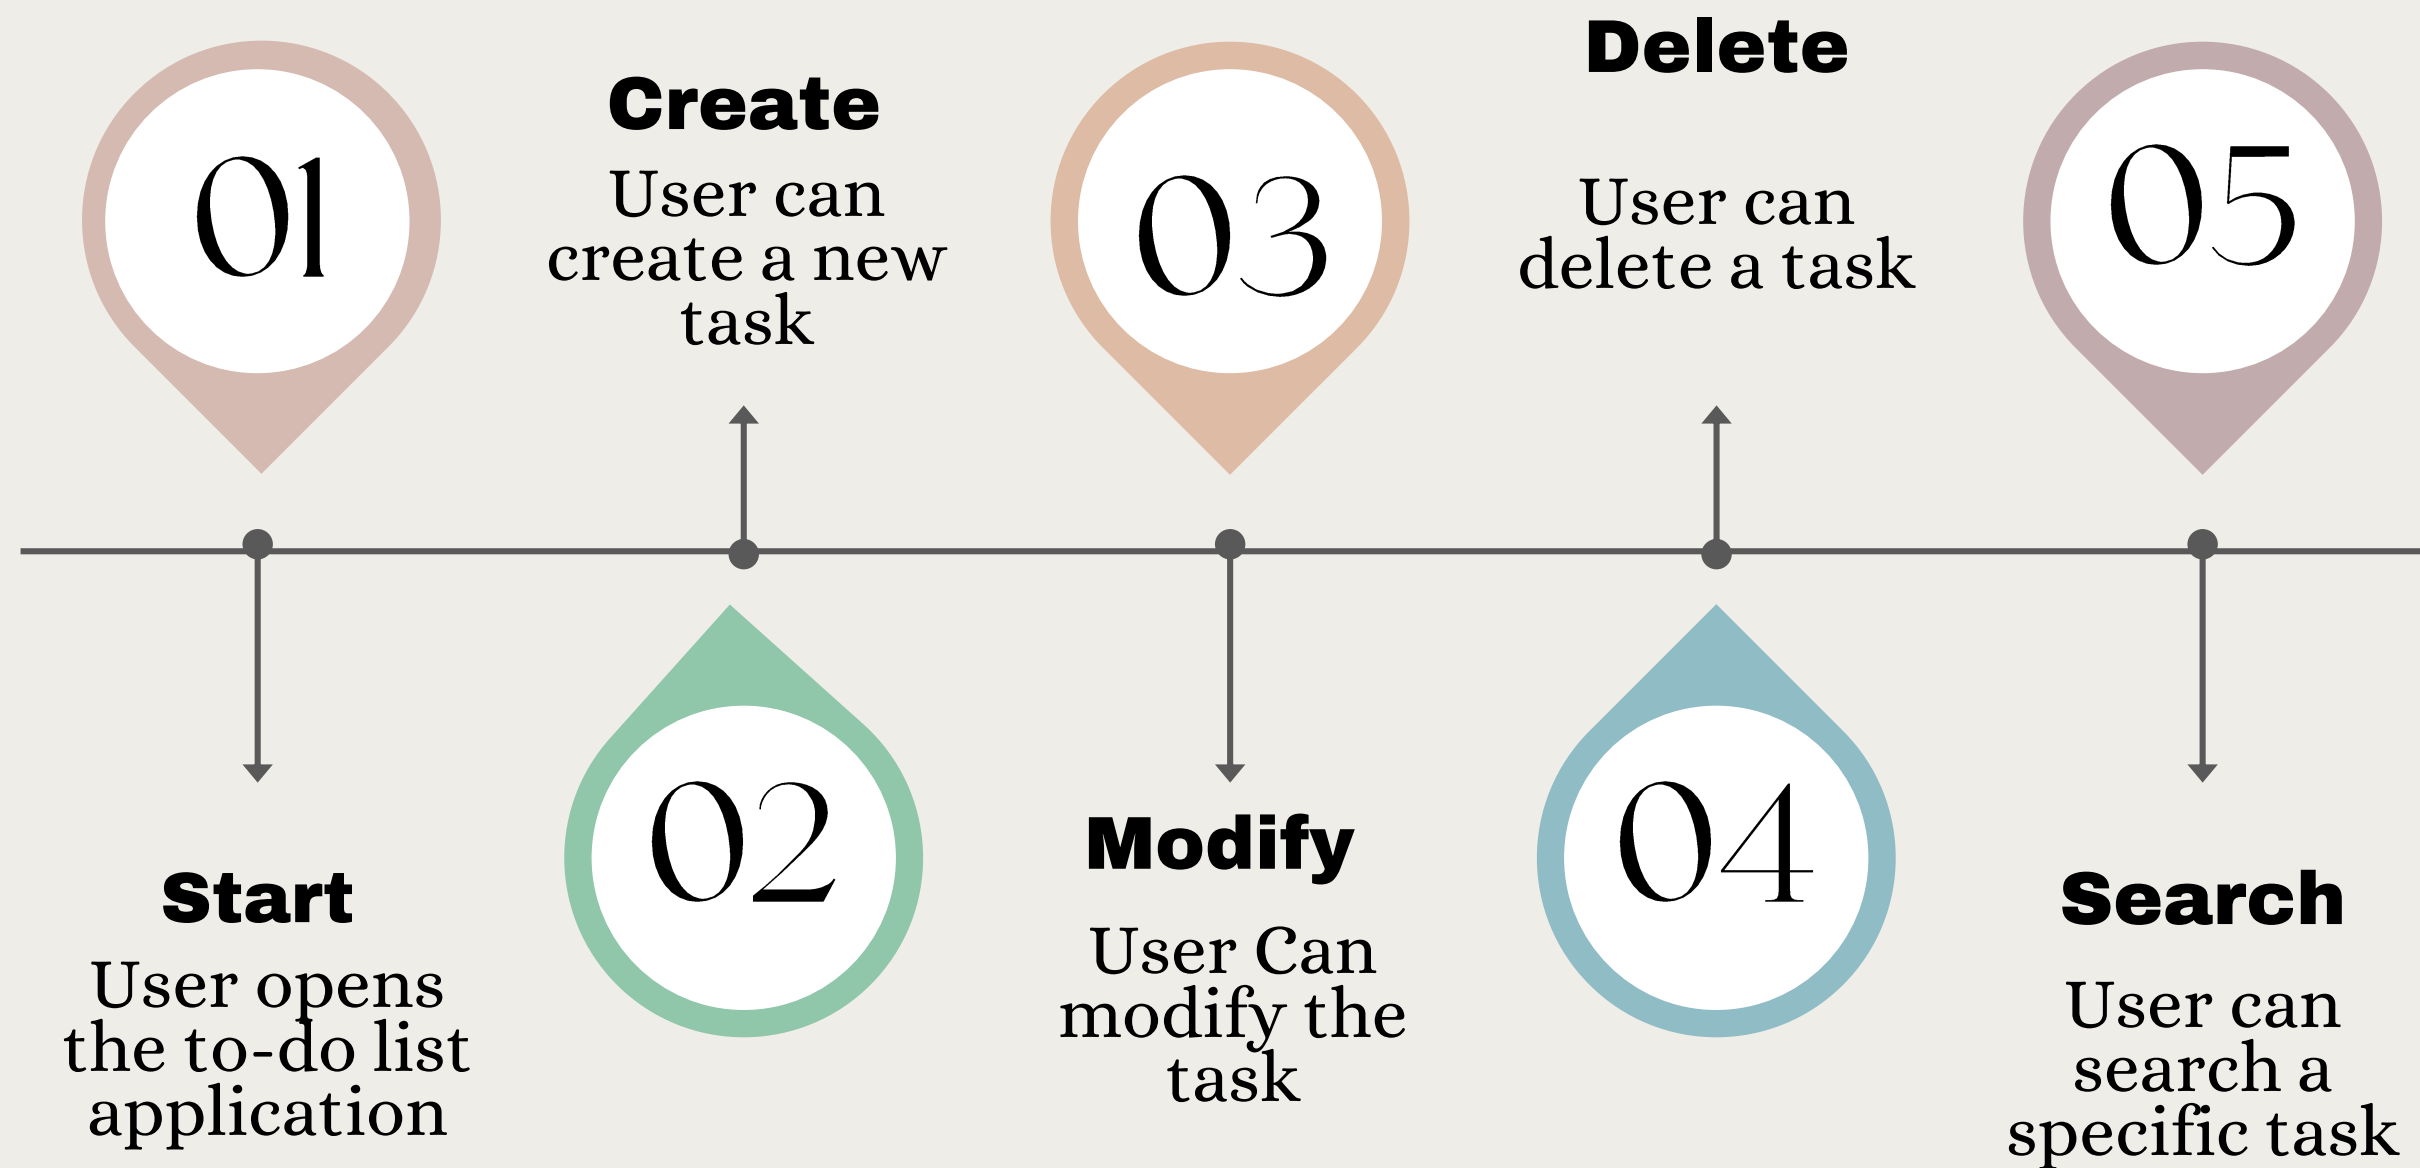 01
Start
User opens
the to-do list
application
Create
User can
create a new
task
02
03
Modify
User Can
modify the
task
Delete
User can
delete a task
04
05
Search
User can
search a
specific task